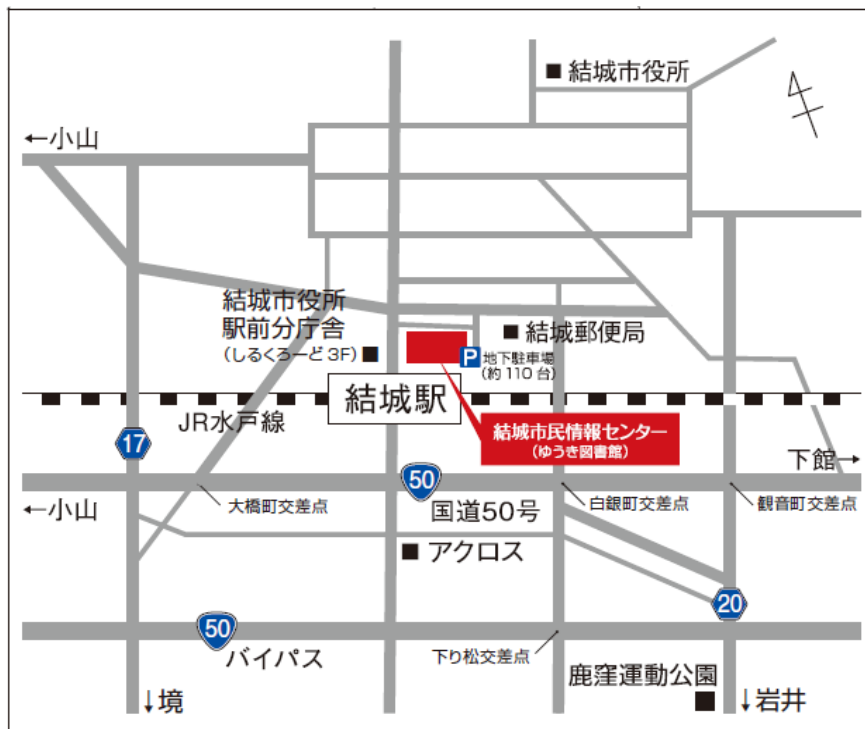 ■結城市役所
←小山
結城市役所
駅前分庁舎
(しるくろーど3F)■
■結城郵便局
P 地下駐車場
(約110台)
結城駅
JR水戸線
結城市民情報センター
(ゆうき図書館)
17
50
下館→
←小山
大橋町交差点
国道50号
白銀町交差点
観音町交差点
■アクロス
20
50
バイパス
下り松交差点
鹿窪運動公園
■
↓境
↓岩井